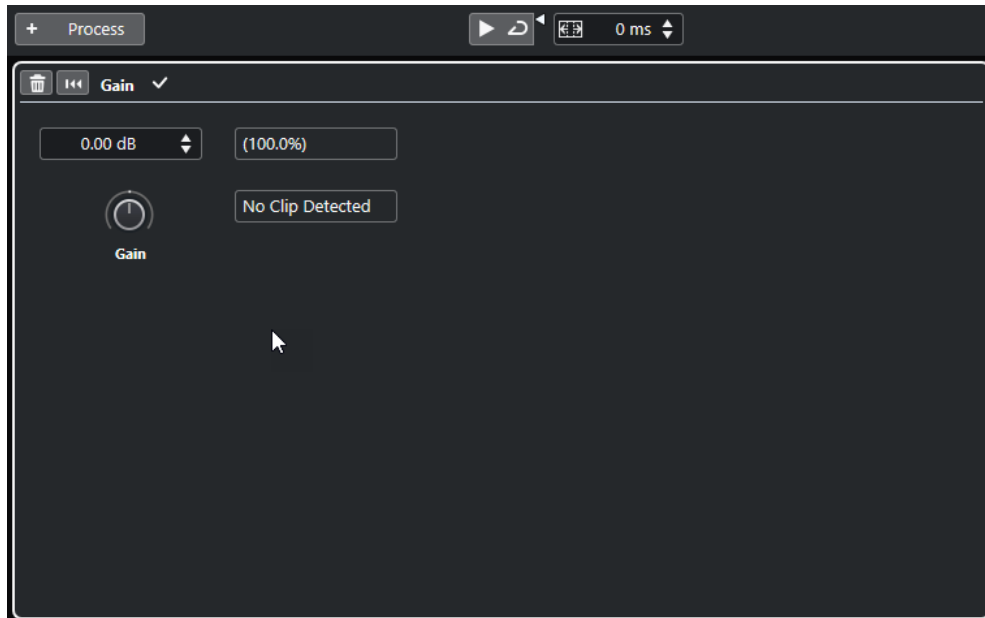 + Process
0 ms
Gain
0.00 dB
(100.0%)
No Clip Detected
Gain